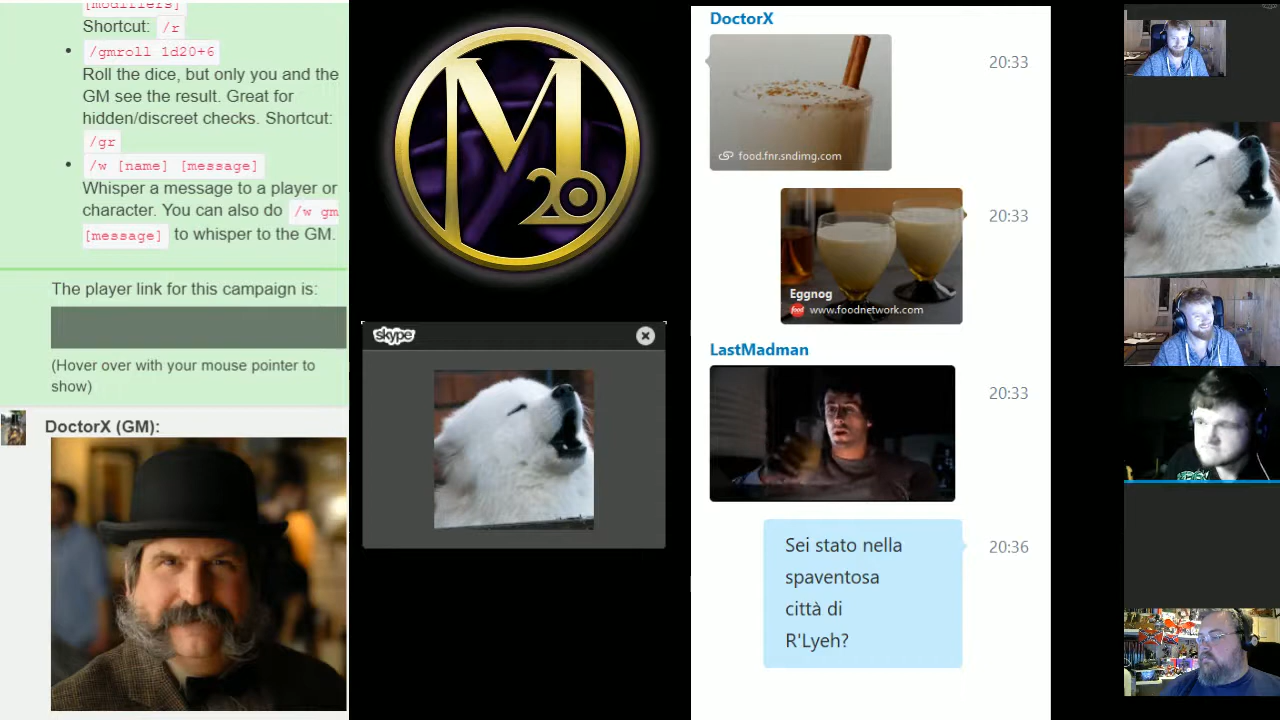 [modifiers]
Shortcut: /r
/gmroll 1d20+6
Roll the dice, but only you and the
GM see the result. Great for
hidden/discreet checks. Shortcut:
/gr
/w [name] [message]
Whisper a message to a player or
character. You can also do /w gm
[message] to whisper to the GM.
The player link for this campaign is:
(Hover over with your mouse pointer to
show)
DoctorX (GM):
M
20
skype
DoctorX
20:33
food.fnr.sndimg.com
20:33
Eggnog
food www.foodnetwork.com
LastMadman
20:33
Sei stato nella
spaventosa
città di
R'Lyeh?
20:36